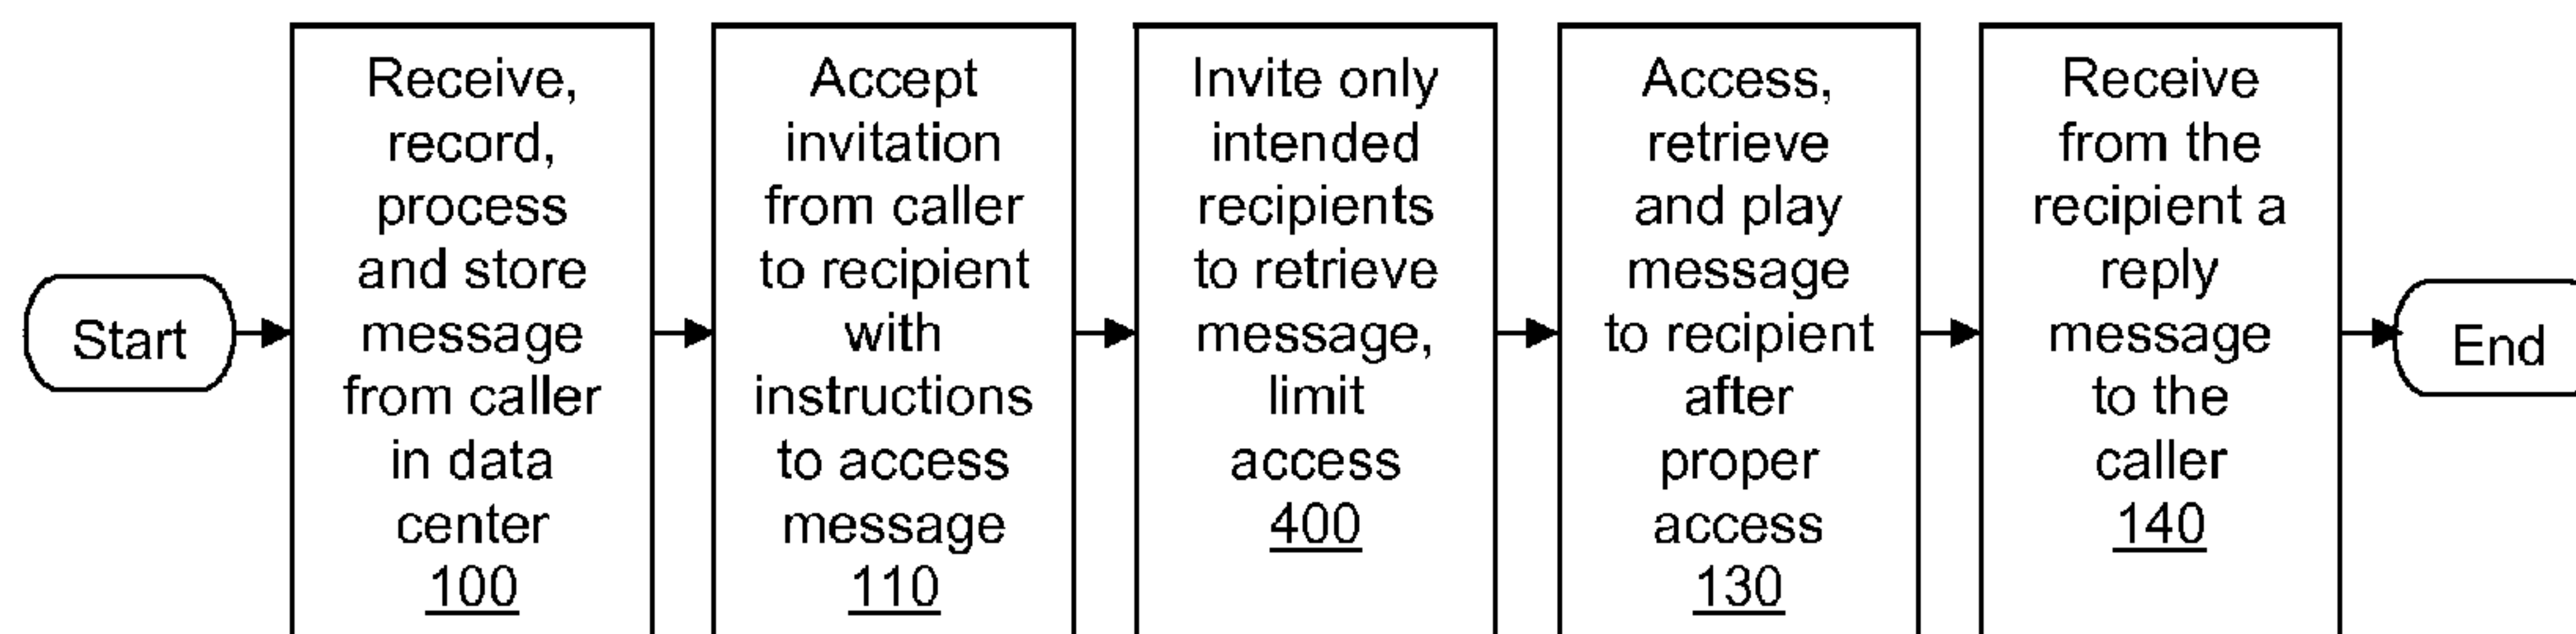 Start
Receive,
record,
process
and store
message
from caller
in data
center
100
Accept
invitation
from caller
to recipient
with
instructions
to access
message
110
Invite only
intended
recipients
to retrieve
message,
limit
access
400
Access,
retrieve
and play
message
to recipient
after
proper
access
130
Receive
from the
recipient a
reply
message
to the
caller
140
End